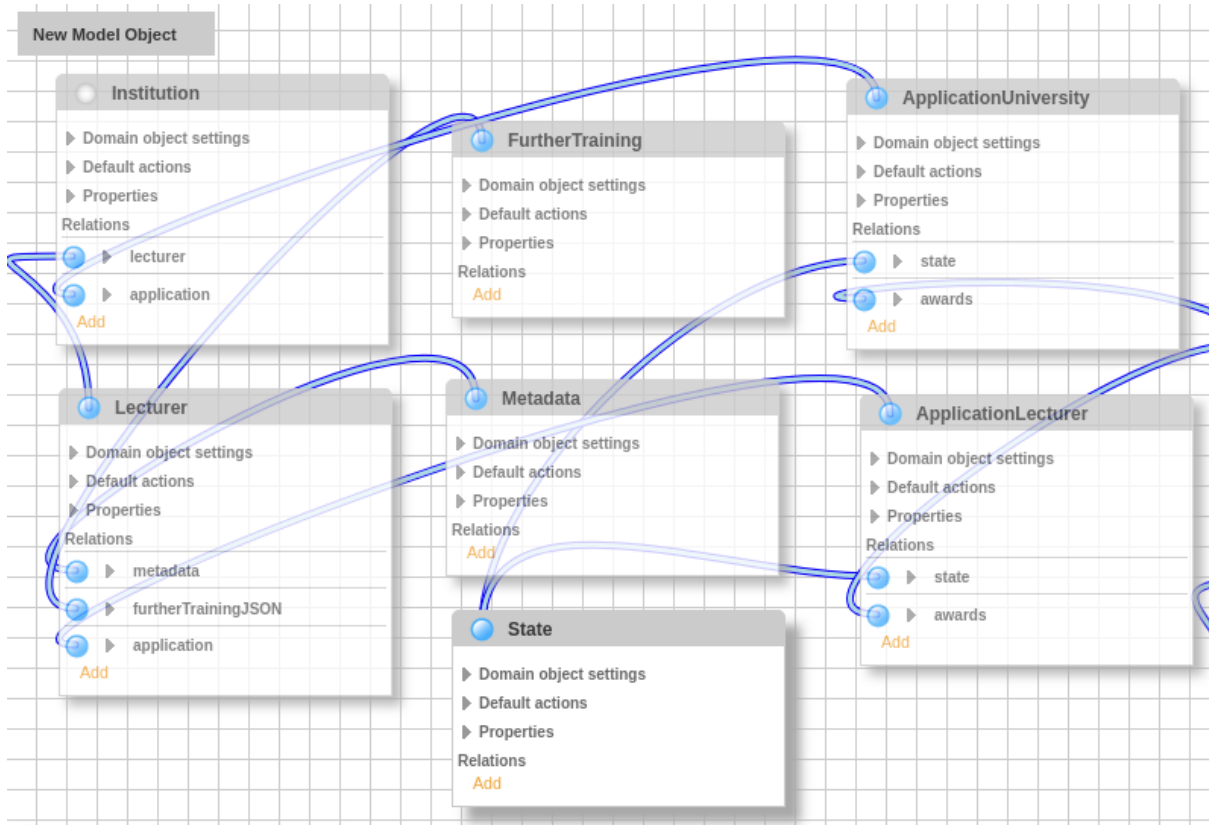 New Model Object
Institution
Domain object settings
Default actions
Properties
Relations
lecturer
application
Add
FurtherTraining
Domain object settings
Default actions
Properties
Relations
Add
ApplicationUniversity
Domain object settings
Default actions
Properties
Relations
state
awards
Add
Lecturer
Domain object settings
Default actions
Properties
Relations
metadata
furtherTrainingJSON
application
Add
Metadata
Domain object settings
Default actions
Properties
Relations
Add
ApplicationLecturer
Domain object settings
Default actions
Properties
Relations
state
awards
Add
State
Domain object settings
Default actions
Properties
Relations
Add